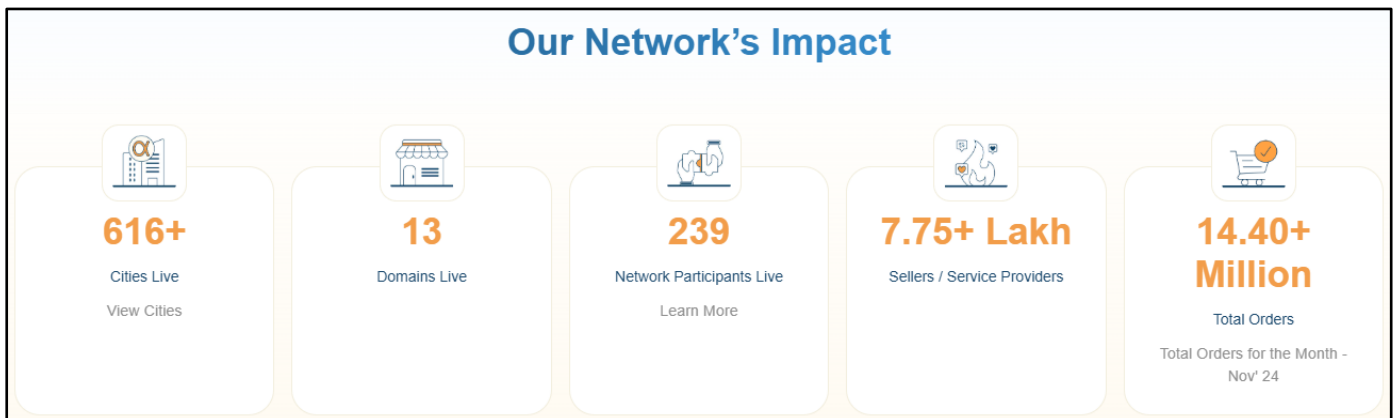 Our Network’s Impact
616+
Cities Live
View Cities
13
Domains Live
239
Network Participants Live
Learn More
7.75+ Lakh
Sellers / Service Providers
14.40+
Million
Total Orders
Total Orders for the Month -
Nov' 24